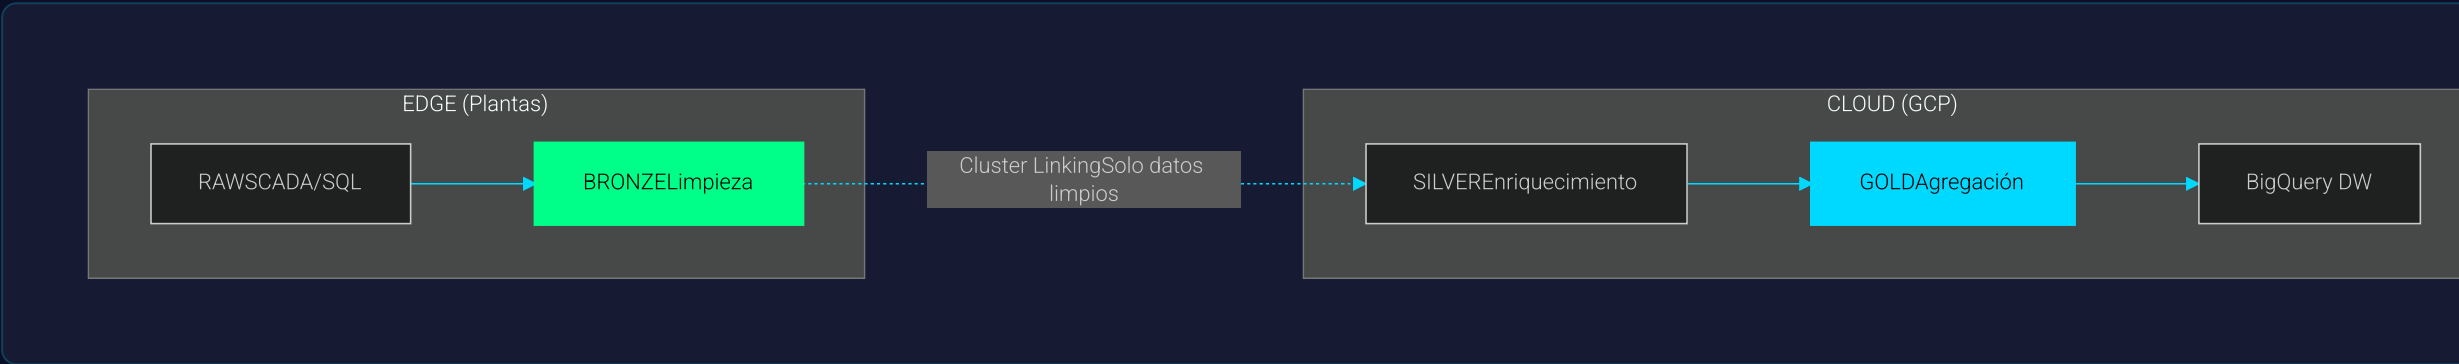 EDGE (Plantas)
RAWSCADA/SQL
BRONZELimpieza
Cluster LinkingSolo datos
limpios
CLOUD (GCP)
SILVEREnriquecimiento
GOLDAgregación
BigQuery DW